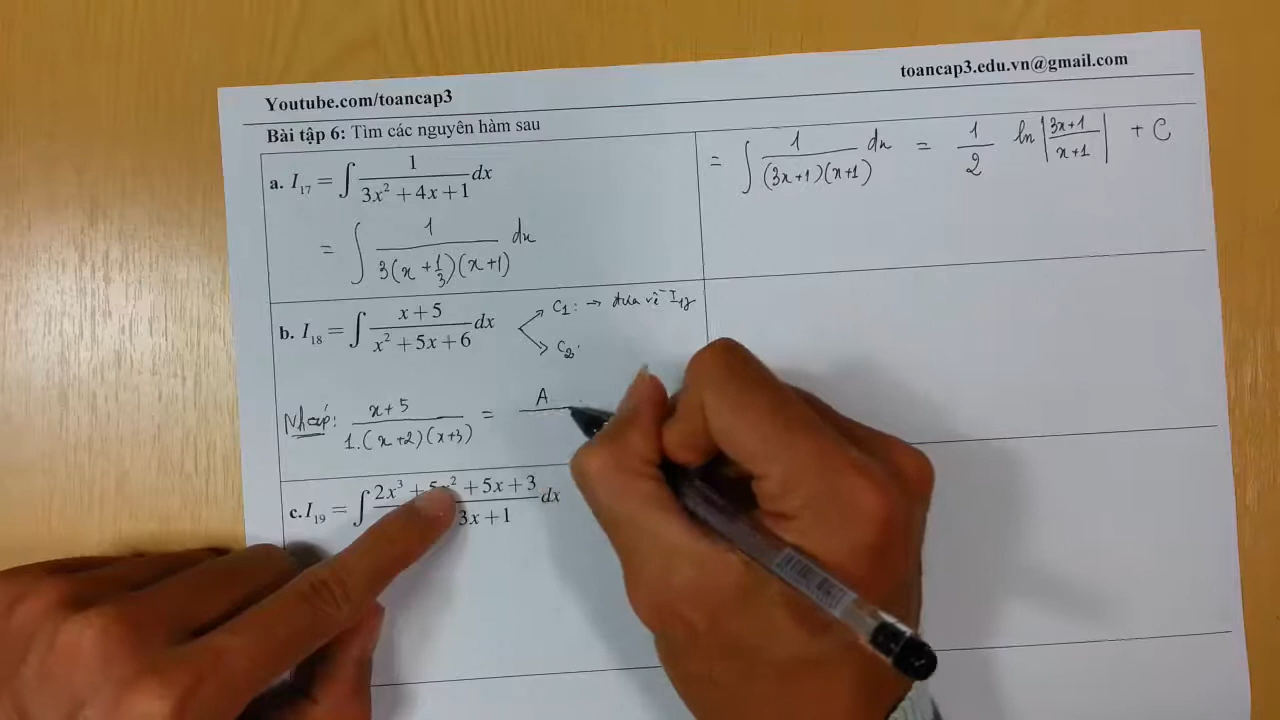 Youtube.com/toancap3
toancap3.edu.vn@gmail.com
Bài tập 6: Tìm các nguyên hàm sau
a. I₁₇ = ∫ 1/(3x² + 4x + 1) dx
= ∫ 1/(3(x + 1/3)(x + 1)) dx
= ∫ 1/((3x + 1)(x + 1)) dx = 1/2 ln |(3x + 1)/(x + 1)| + C
b. I₁₈ = ∫ (x + 5)/(x² + 5x + 6) dx
C₁: → đưa về I₁₇
C₂:
Nháp: (x + 5)/(1.(x + 2)(x + 3)) = A
c. I₁₉ = ∫ 2x³ + 5x² + 5x + 3 / 3x + 1 dx